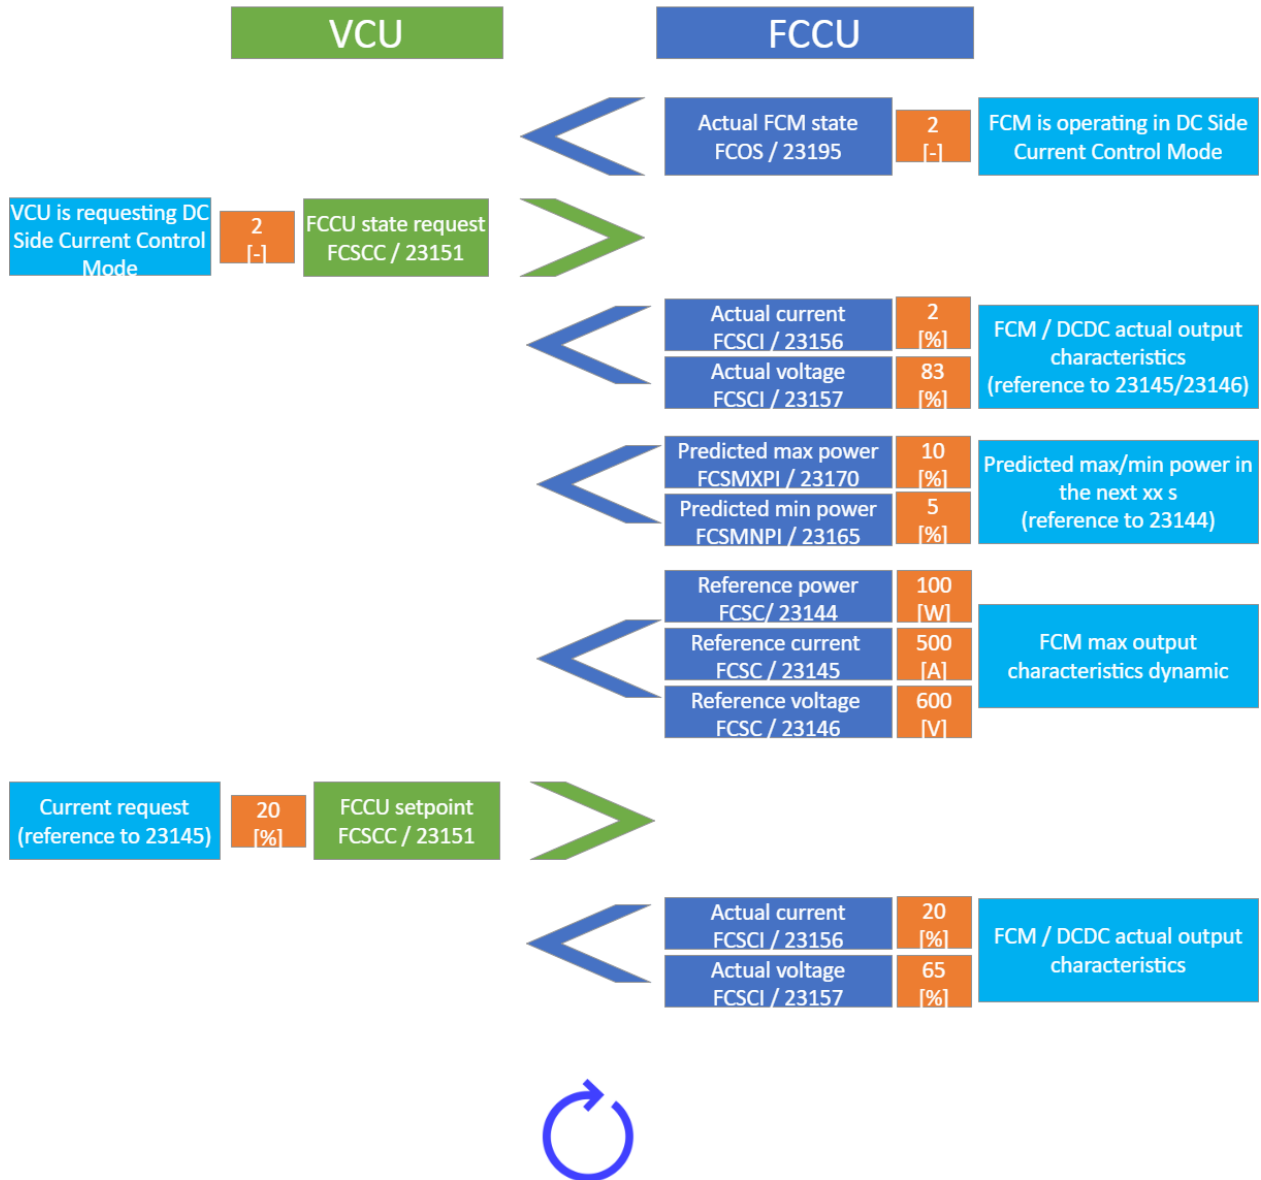 VCU
FCCU
Actual FCM state
FCOS / 23195
2
[-]
FCM is operating in DC Side
Current Control Mode
VCU is requesting DC
Side Current Control
Mode
2
[-]
FCCU state request
FCSCC / 23151
Actual current
FCSCI / 23156
2
[%]
Actual voltage
FCSCI / 23157
83
[%]
FCM / DCDC actual output
characteristics
(reference to 23145/23146)
Predicted max power
FCSMXPI / 23170
10
[%]
Predicted min power
FCSMNPI / 23165
5
[%]
Predicted max/min power in
the next xx s
(reference to 23144)
Reference power
FCSC/ 23144
100
[W]
Reference current
FCSC / 23145
500
[A]
Reference voltage
FCSC / 23146
600
[V]
FCM max output
characteristics dynamic
Current request
(reference to 23145)
20
[%]
FCCU setpoint
FCSCC / 23151
Actual current
FCSCI / 23156
20
[%]
Actual voltage
FCSCI / 23157
65
[%]
FCM / DCDC actual output
characteristics